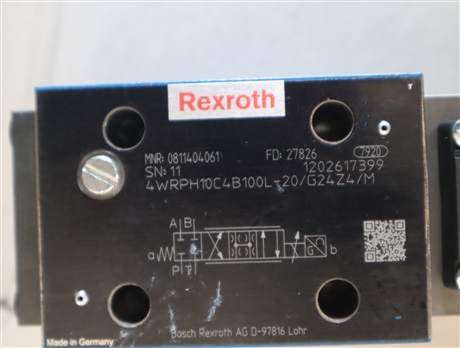 Rexroth
MNR: 0811404061 FD: 27826 7920
SN: 11 1202617399
4WRPH10C4B100L-20/G24Z4/M
A B
a G b
P T
Made in Germany
Bosch Rexroth AG D-97816 Lohr